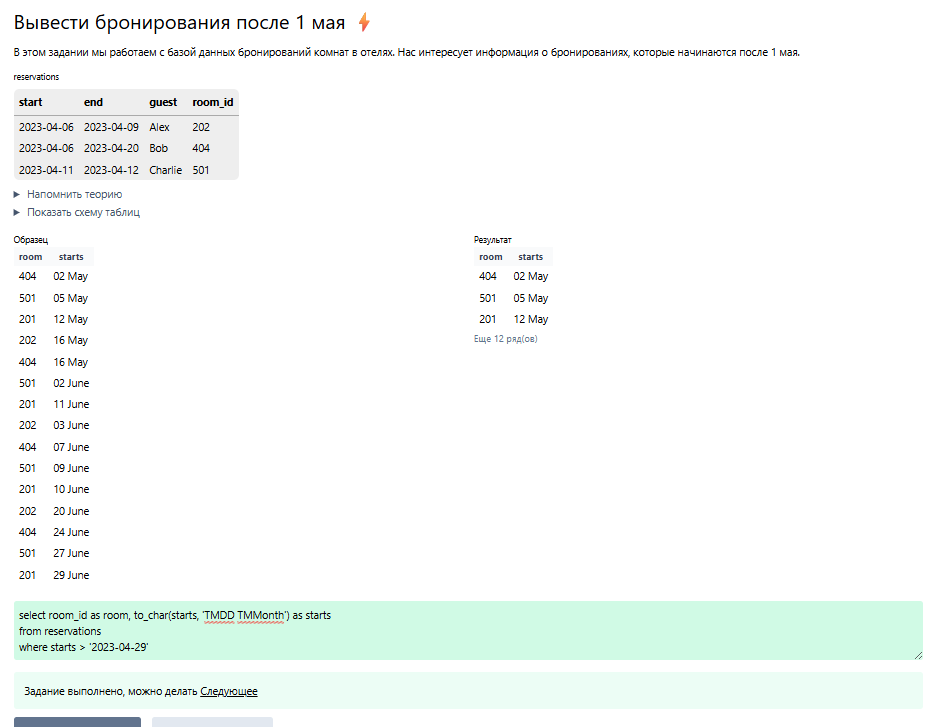 Вывести бронирования после 1 мая ⚡
В этом задании мы работаем с базой данных бронирований комнат в отелях. Нас интересует информация о бронированиях, которые начинаются после 1 мая.
reservations
start end guest room_id
2023-04-06 2023-04-09 Alex 202
2023-04-06 2023-04-20 Bob 404
2023-04-11 2023-04-12 Charlie 501
▶ Напомнить теорию
▶ Показать схему таблиц
Образец
room starts
404 02 May
501 05 May
201 12 May
202 16 May
404 16 May
501 02 June
201 11 June
202 03 June
404 07 June
501 09 June
201 10 June
202 20 June
404 24 June
501 27 June
201 29 June
Результат
room starts
404 02 May
501 05 May
201 12 May
Еще 12 ряд(ов)
select room_id as room, to_char(starts, 'TMDD TMMonth') as starts
from reservations
where starts > '2023-04-29'
Задание выполнено, можно делать Следующее